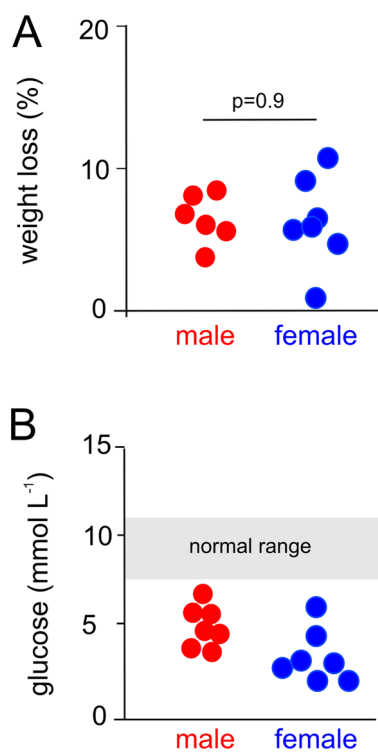 A
20
10
0
weight loss (%)
p=0.9
male female
B
15
10
5
0
glucose (mmol L⁻¹)
normal range
male female